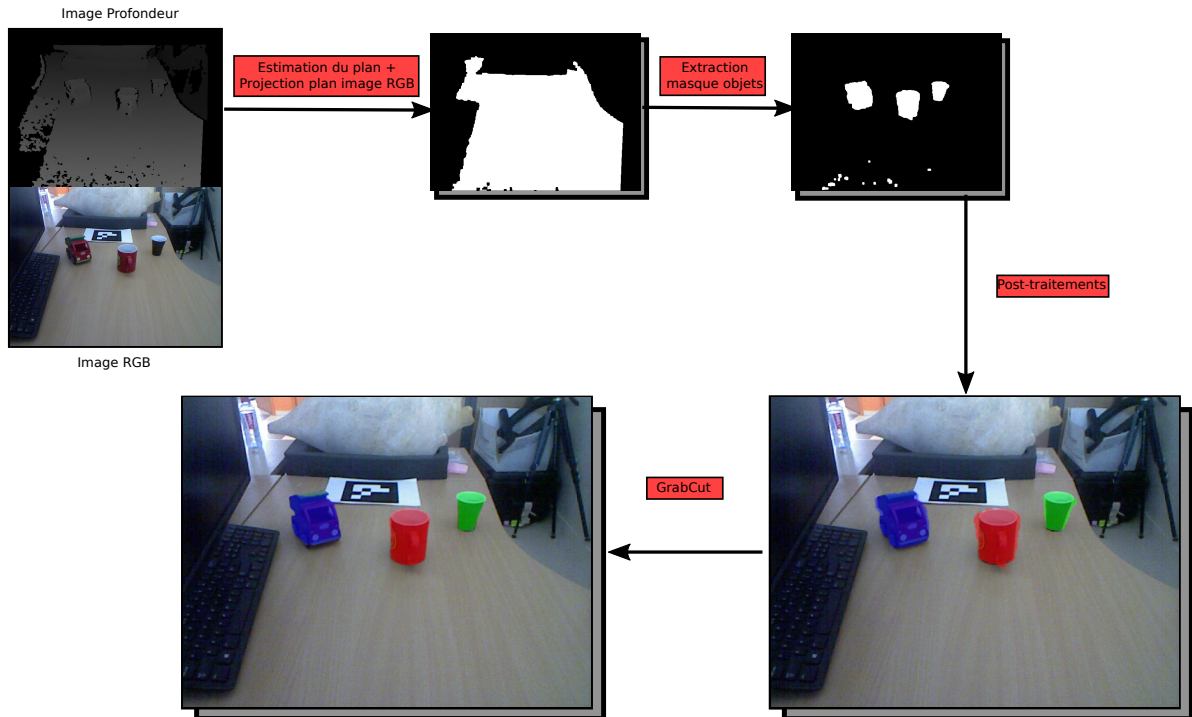 Image Profondeur
Estimation du plan +
Projection plan image RGB
Extraction
masque objets
Post-traitements
Image RGB
GrabCut